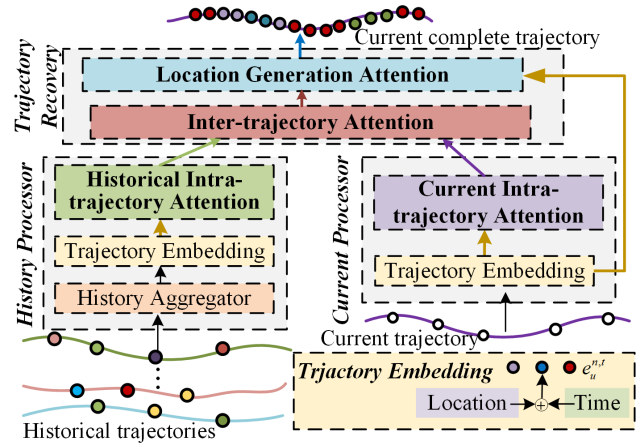 Current complete trajectory
Trajectory
Recovery
Location Generation Attention
Inter-trajectory Attention
History Processor
Historical Intra-
trajectory Attention
Trajectory Embedding
History Aggregator
Current Processor
Current Intra-
trajectory Attention
Trajectory Embedding
Current trajectory
Historical trajectories
Trjactory Embedding
e_u^{n,t}
Location
+
Time